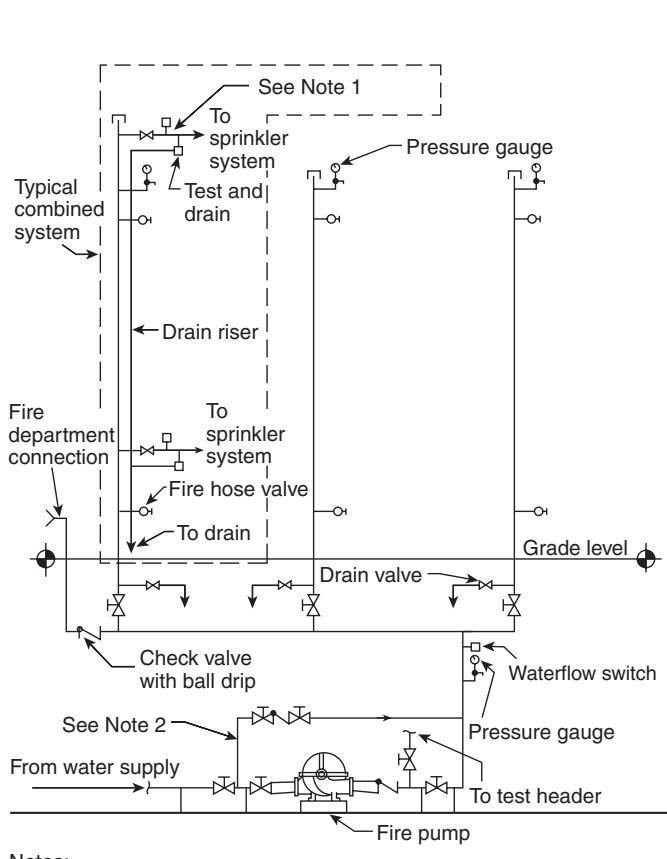 See Note 1
To
sprinkler
system
Pressure gauge
Typical
combined
system
Test and
drain
Drain riser
Fire
department
connection
To
sprinkler
system
Fire hose valve
To drain
Grade level
Drain valve
Check valve
with ball drip
Waterflow switch
See Note 2
Pressure gauge
From water supply
To test header
Fire pump
Notes: